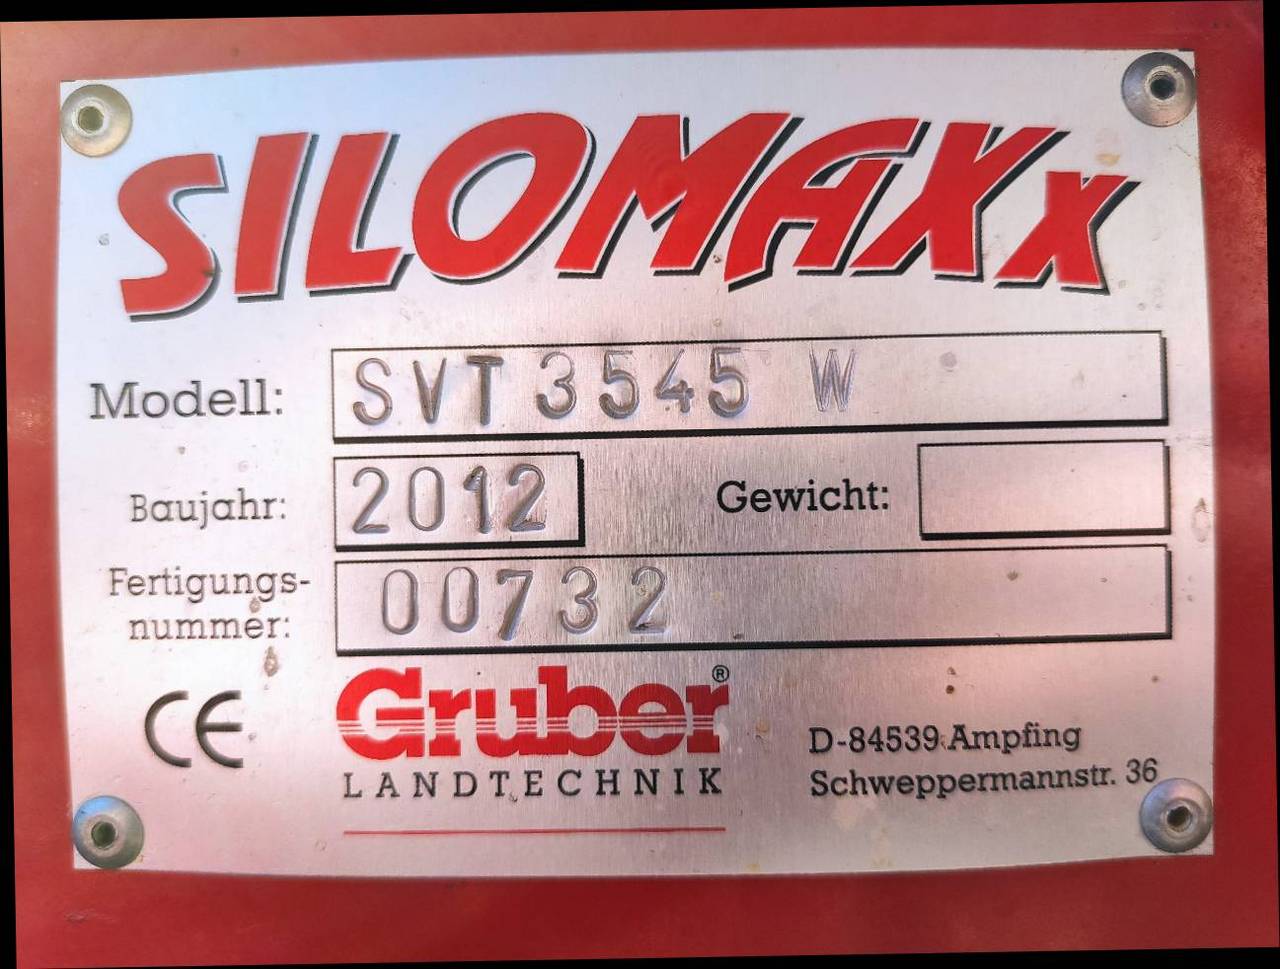 SILOMAXx
Modell: SVT 3545 W
Baujahr: 2012 Gewicht:
Fertigungs-
nummer: 00732
CE Gruber®
LANDTECHNIK
D-84539 Ampfing
Schweppermannstr. 36